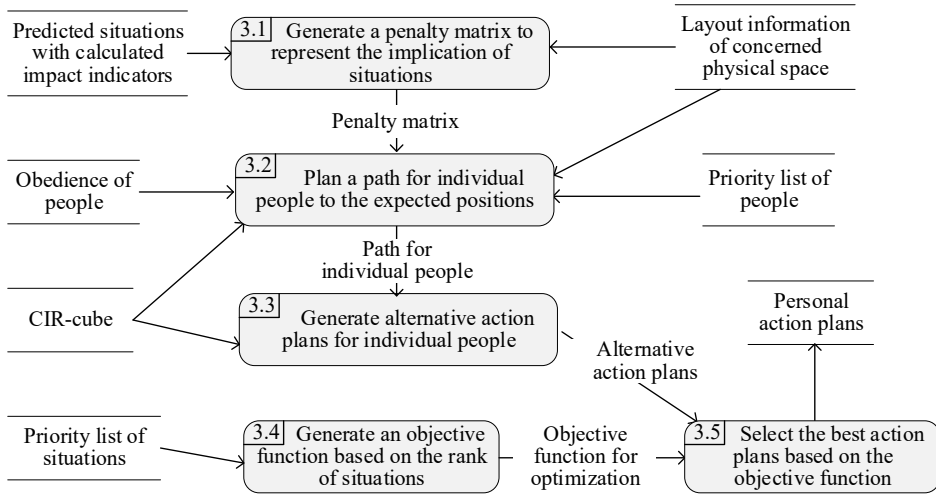 Predicted situations
with calculated
impact indicators
3.1 Generate a penalty matrix to
represent the implication of
situations
Layout information
of concerned
physical space
Penalty matrix
Obedience of
people
3.2 Plan a path for individual
people to the expected positions
Priority list of
people
Path for
individual people
CIR-cube
3.3 Generate alternative action
plans for individual people
Personal
action plans
Alternative
action plans
Priority list of
situations
3.4 Generate an objective
function based on the rank
of situations
Objective
function for
optimization
3.5 Select the best action
plans based on the
objective function